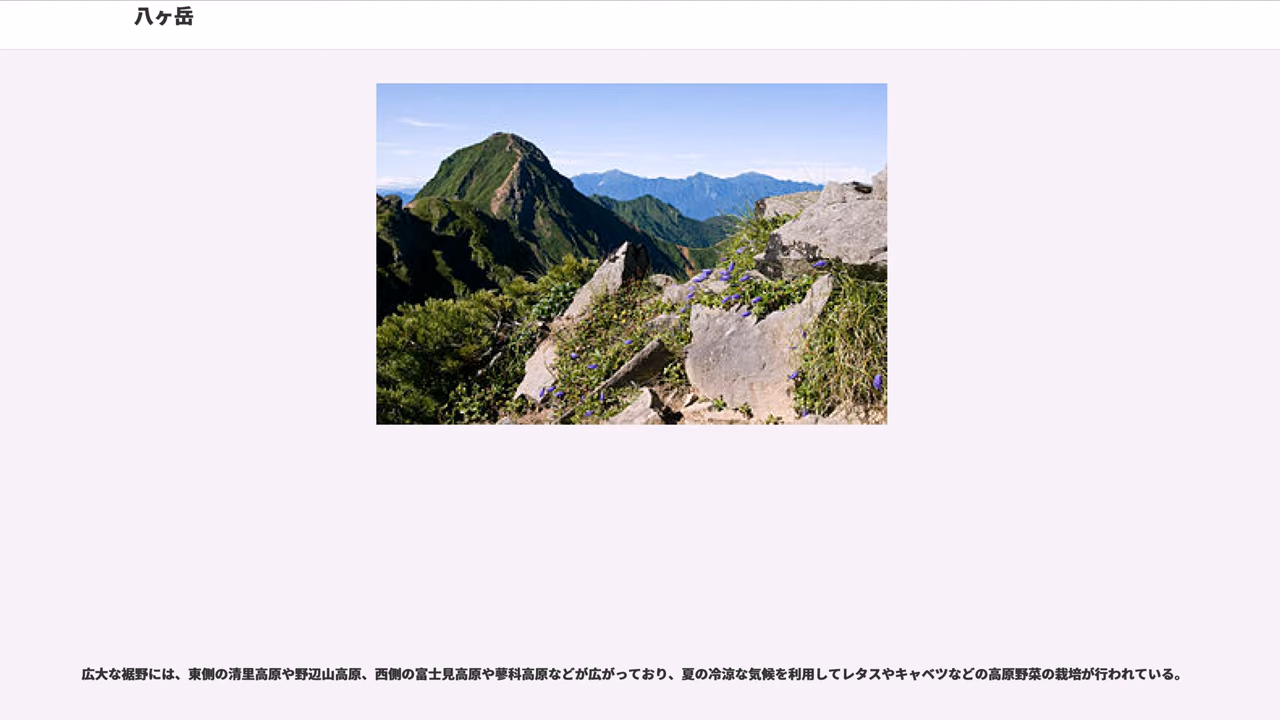 八ヶ岳
広大な裾野には、東側の清里高原や野辺山高原、西側の富士見高原や蓼科高原などが広がっており、夏の冷涼な気候を利用してレタスやキャベツなどの高原野菜の栽培が行われている。